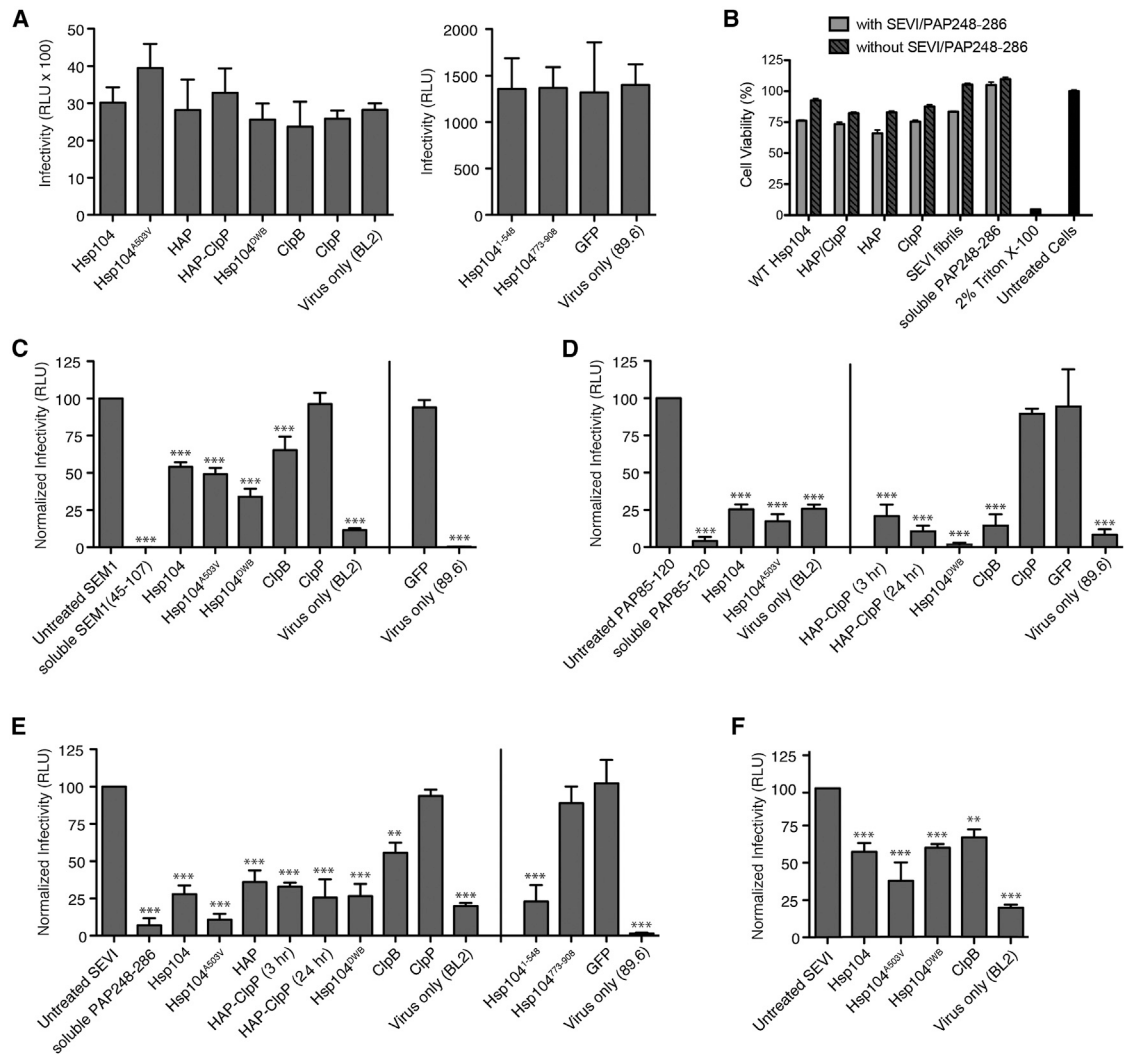 A
Infectivity (RLU x 100)
50
40
30
20
10
0
Hsp104
Hsp104A503V
HAP
HAP-ClpP
Hsp104DWB
ClpB
ClpP
Virus only (BL2)
Infectivity (RLU)
2000
1500
1000
500
0
Hsp1041-548
Hsp104773-908
GFP
Virus only (89.6)
B
with SEVI/PAP248-286
without SEVI/PAP248-286
Cell Viability (%)
125
100
75
50
25
0
WT Hsp104
HAP/ClpP
HAP
ClpP
SEVI fibrils
soluble PAP248-286
2% Triton X-100
Untreated Cells
C
Normalized Infectivity (RLU)
125
100
75
50
25
0
*** *** *** *** *** *** ***
Untreated SEM1
soluble SEM1(45-107)
Hsp104
Hsp104A503V
Hsp104DWB
ClpB
ClpP
Virus only (BL2)
GFP
Virus only (89.6)
D
Normalized Infectivity (RLU)
125
100
75
50
25
0
*** *** *** *** *** *** *** *** ***
Untreated PAP85-120
soluble PAP85-120
Hsp104
Hsp104A503V
Virus only (BL2)
HAP-ClpP (3 hr)
HAP-ClpP (24 hr)
Hsp104DWB
ClpB
ClpP
GFP
Virus only (89.6)
E
Normalized Infectivity (RLU)
125
100
75
50
25
0
*** *** *** *** *** *** *** ** *** *** ***
Untreated SEVI
soluble PAP248-286
Hsp104
Hsp104A503V
HAP
HAP-ClpP (3 hr)
HAP-ClpP (24 hr)
Hsp104DWB
ClpB
ClpP
Virus only (BL2)
Hsp1041-548
Hsp104773-908
GFP
Virus only (89.6)
F
Normalized Infectivity (RLU)
125
100
75
50
25
0
*** *** *** ** ***
Untreated SEVI
Hsp104
Hsp104A503V
Hsp104DWB
ClpB
Virus only (BL2)